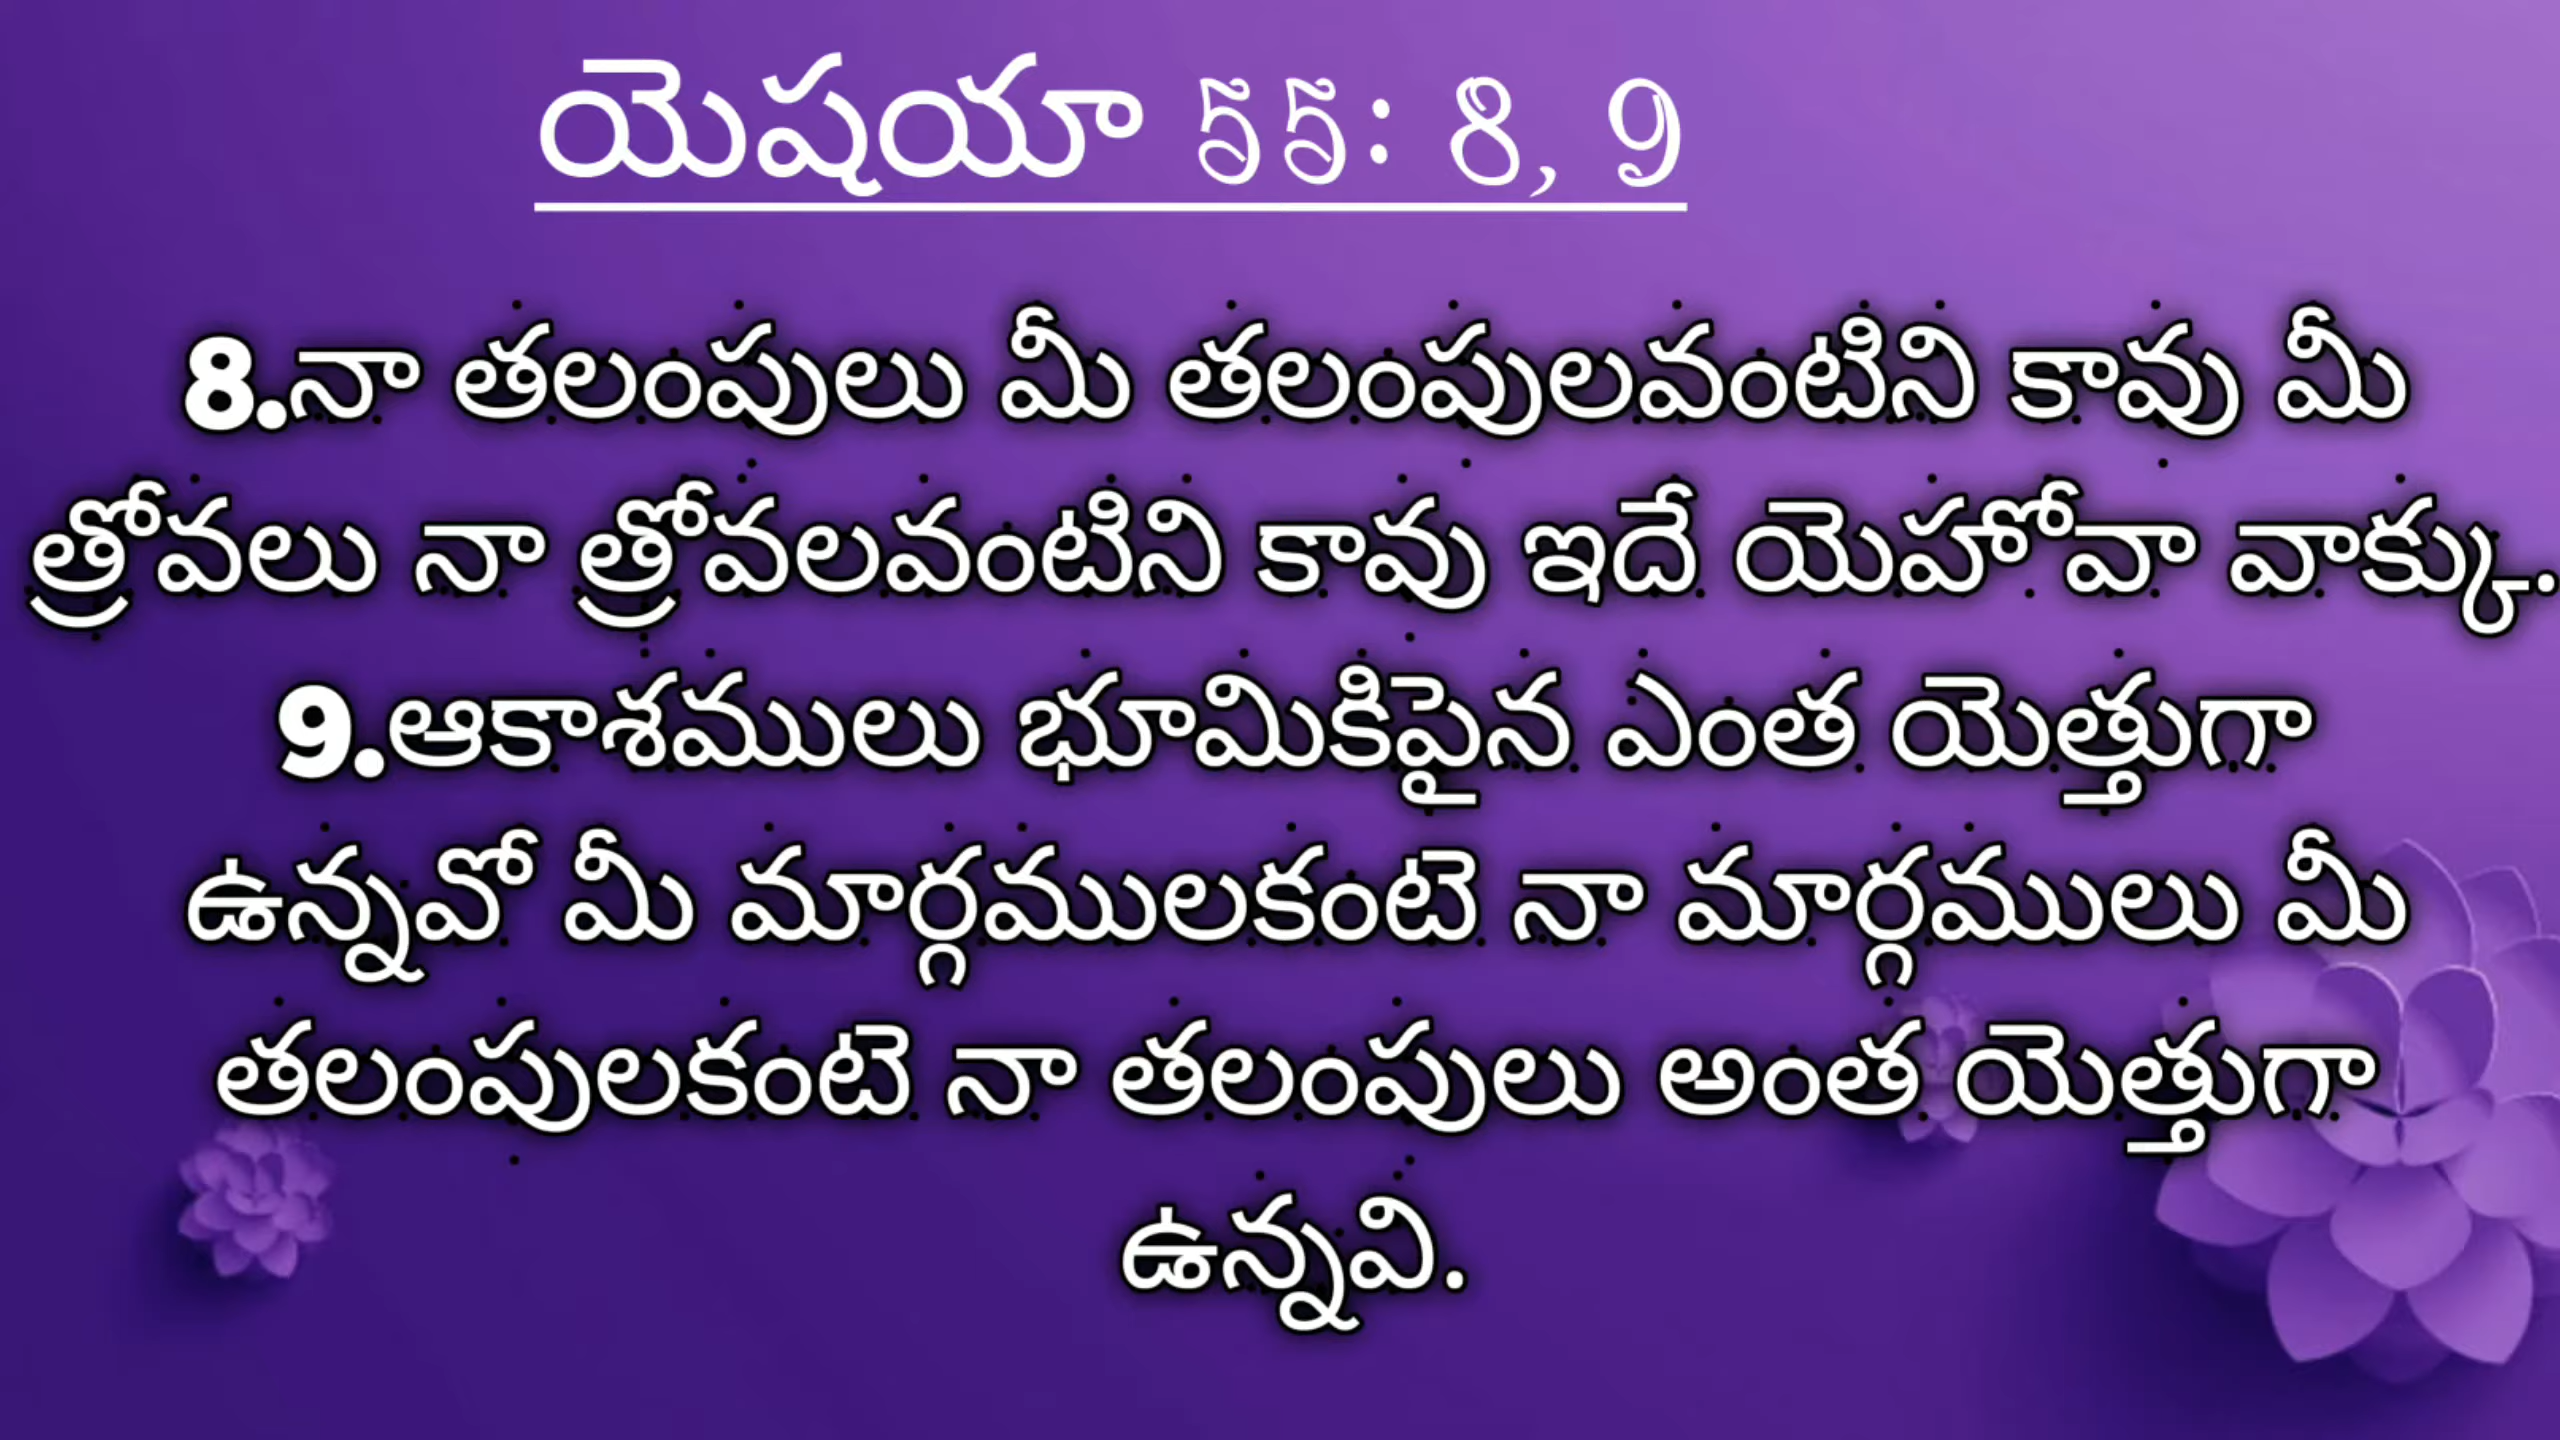 యెషయా 55: 8, 9
8.నా తలంపులు మీ తలంపులవంటిని కావు మీ
త్రోవలు నా త్రోవలవంటిని కావు ఇదే యెహోవా వాక్కు.
9.ఆకాశములు భూమికిపైన ఎంత యెత్తుగా
ఉన్నవో మీ మార్గములకంటె నా మార్గములు మీ
తలంపులకంటె నా తలంపులు అంత యెత్తుగా
ఉన్నవి.